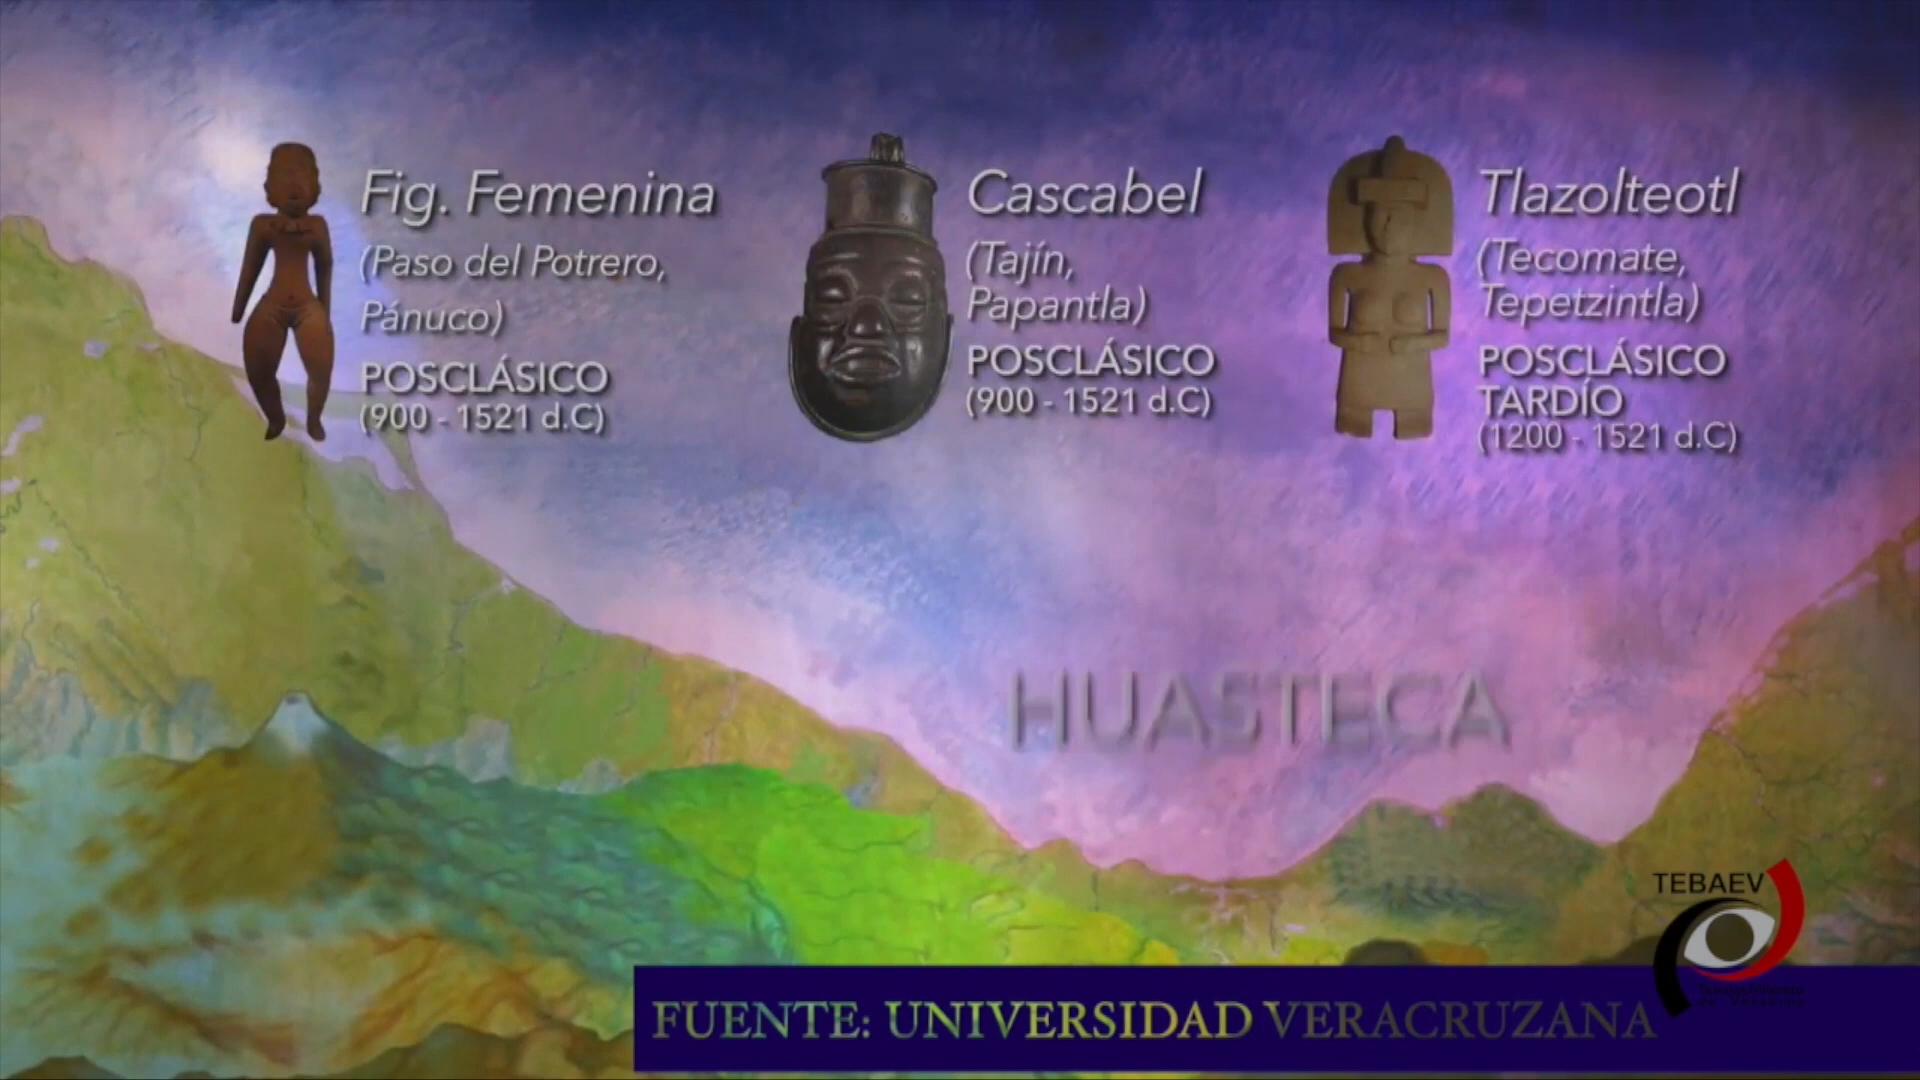 Fig. Femenina
(Paso del Potrero,
Pánuco)
POSCLÁSICO
(900 - 1521 d.C)
Cascabel
(Tajín,
Papantla)
POSCLÁSICO
(900 - 1521 d.C)
Tlazolteotl
(Tecomate,
Tepetzintla)
POSCLÁSICO
TARDÍO
(1200 - 1521 d.C)
HUASTECA
TEBAEV
FUENTE: UNIVERSIDAD VERACRUZANA